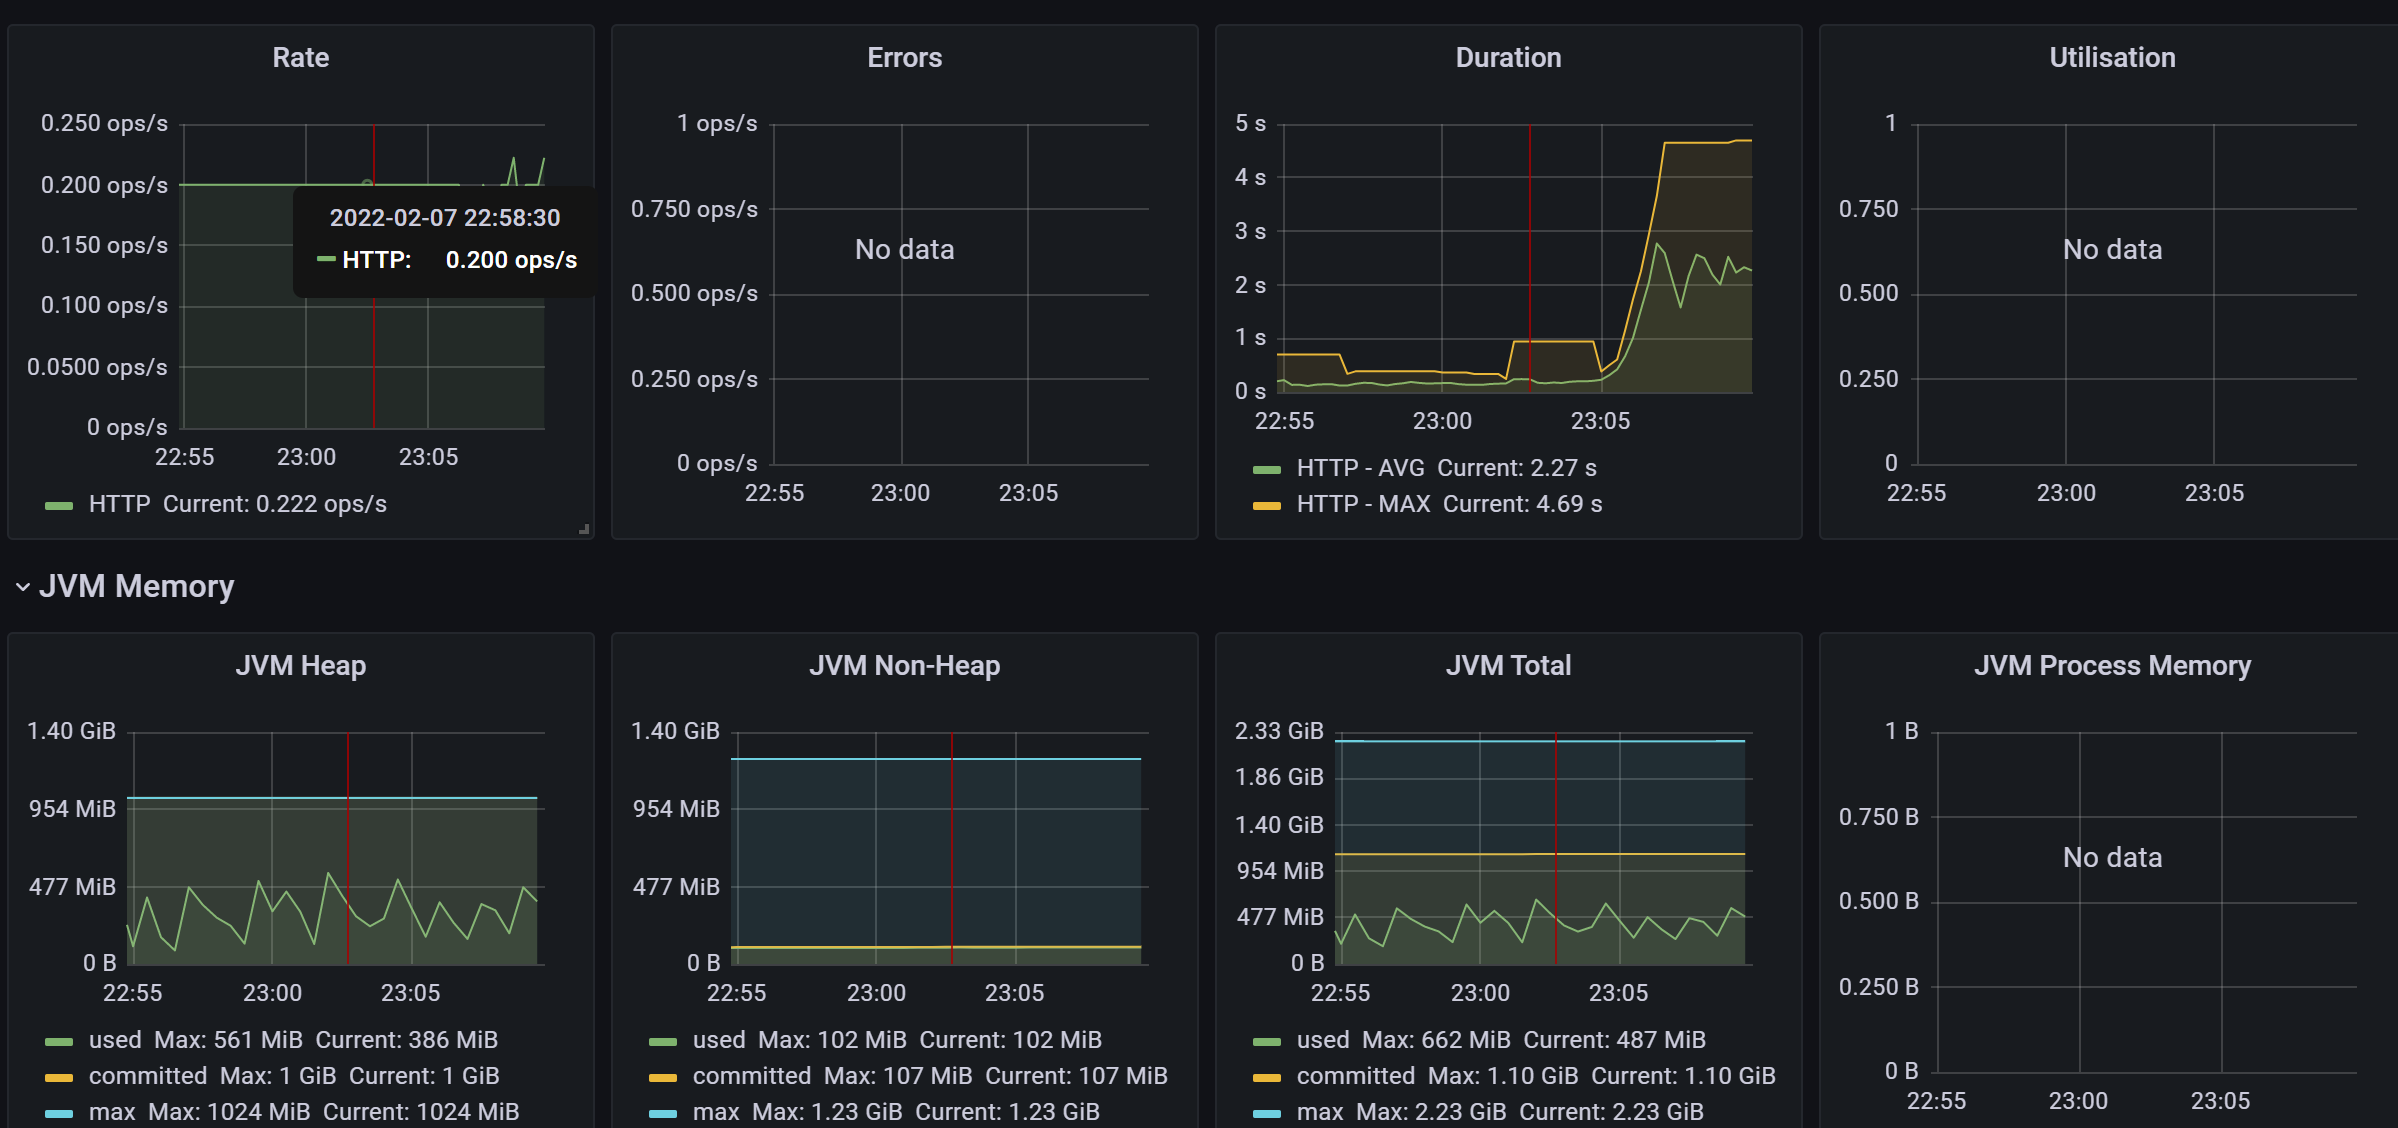 Rate
0.250 ops/s
0.200 ops/s
0.150 ops/s
0.100 ops/s
0.0500 ops/s
0 ops/s
22:55 23:00 23:05
2022-02-07 22:58:30
HTTP: 0.200 ops/s
HTTP Current: 0.222 ops/s
Errors
1 ops/s
0.750 ops/s
0.500 ops/s
0.250 ops/s
0 ops/s
No data
22:55 23:00 23:05
Duration
5 s
4 s
3 s
2 s
1 s
0 s
22:55 23:00 23:05
HTTP - AVG Current: 2.27 s
HTTP - MAX Current: 4.69 s
Utilisation
1
0.750
0.500
0.250
0
No data
22:55 23:00 23:05
JVM Memory
JVM Heap
1.40 GiB
954 MiB
477 MiB
0 B
22:55 23:00 23:05
used Max: 561 MiB Current: 386 MiB
committed Max: 1 GiB Current: 1 GiB
max Max: 1024 MiB Current: 1024 MiB
JVM Non-Heap
1.40 GiB
954 MiB
477 MiB
0 B
22:55 23:00 23:05
used Max: 102 MiB Current: 102 MiB
committed Max: 107 MiB Current: 107 MiB
max Max: 1.23 GiB Current: 1.23 GiB
JVM Total
2.33 GiB
1.86 GiB
1.40 GiB
954 MiB
477 MiB
0 B
22:55 23:00 23:05
used Max: 662 MiB Current: 487 MiB
committed Max: 1.10 GiB Current: 1.10 GiB
max Max: 2.23 GiB Current: 2.23 GiB
JVM Process Memory
1 B
0.750 B
0.500 B
0.250 B
0 B
No data
22:55 23:00 23:05